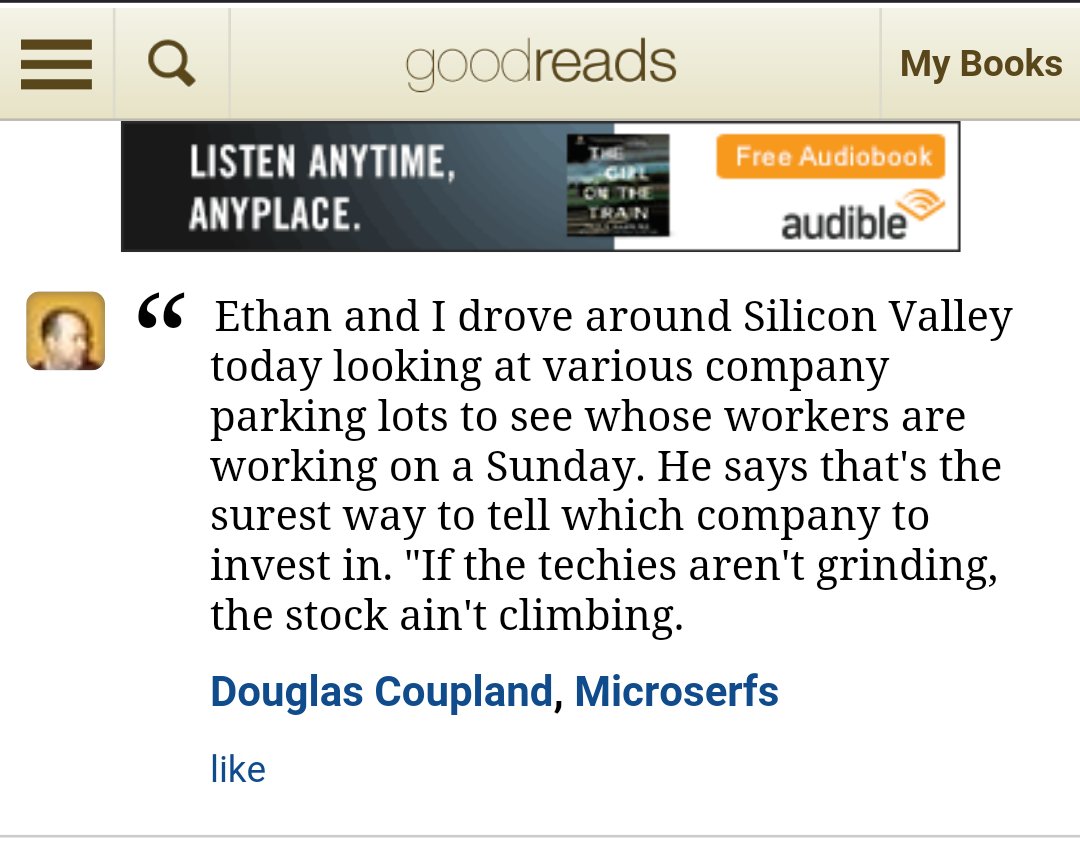 goodreads
My Books
LISTEN ANYTIME,
ANYPLACE.
THE
GIRL
ON THE
TRAIN
Free Audiobook
audible
“ Ethan and I drove around Silicon Valley
today looking at various company
parking lots to see whose workers are
working on a Sunday. He says that's the
surest way to tell which company to
invest in. "If the techies aren't grinding,
the stock ain't climbing.
Douglas Coupland, Microserfs
like